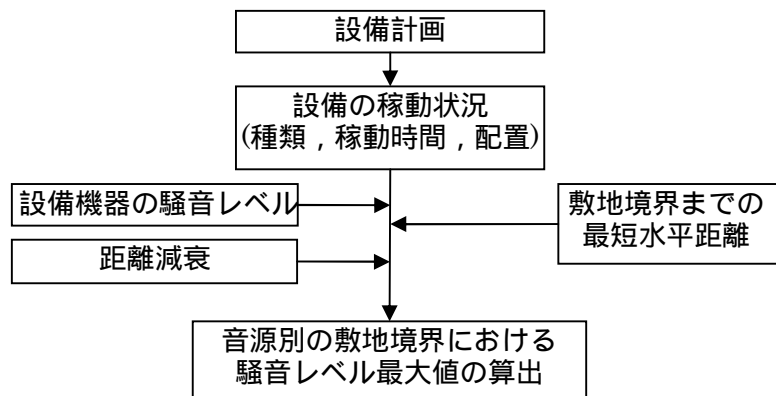 設備計画
設備の稼動状況
(種類，稼動時間，配置)
設備機器の騒音レベル
敷地境界までの
最短水平距離
距離減衰
音源別の敷地境界における
騒音レベル最大値の算出